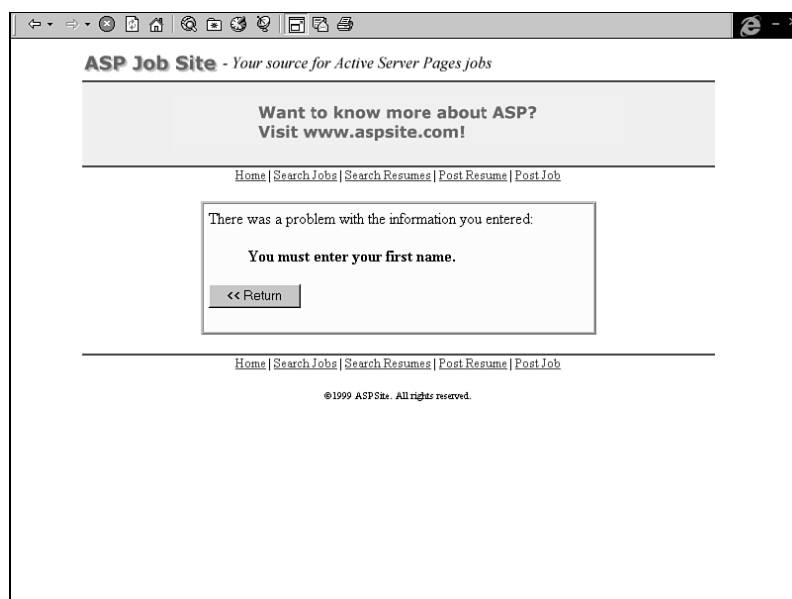 ASP Job Site - Your source for Active Server Pages jobs
Want to know more about ASP?
Visit www.aspsite.com!
Home | Search Jobs | Search Resumes | Post Resume | Post Job
There was a problem with the information you entered:
You must enter your first name.
<< Return
Home | Search Jobs | Search Resumes | Post Resume | Post Job
©1999 ASPSite. All rights reserved.